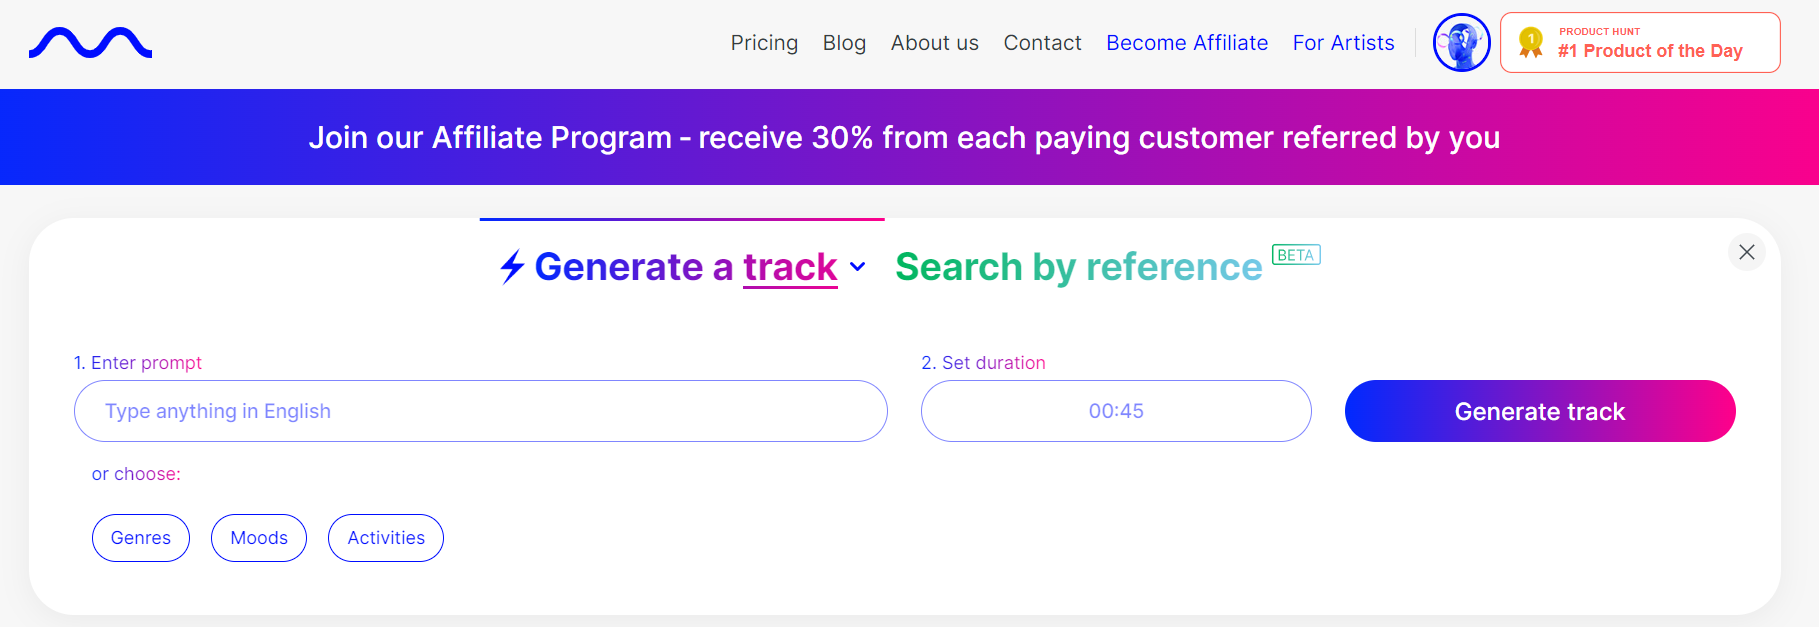 Pricing Blog About us Contact Become Affiliate For Artists
PRODUCT HUNT
1 #1 Product of the Day
Join our Affiliate Program - receive 30% from each paying customer referred by you
Generate a track Search by reference BETA
1. Enter prompt 2. Set duration
Type anything in English 00:45 Generate track
or choose:
Genres Moods Activities